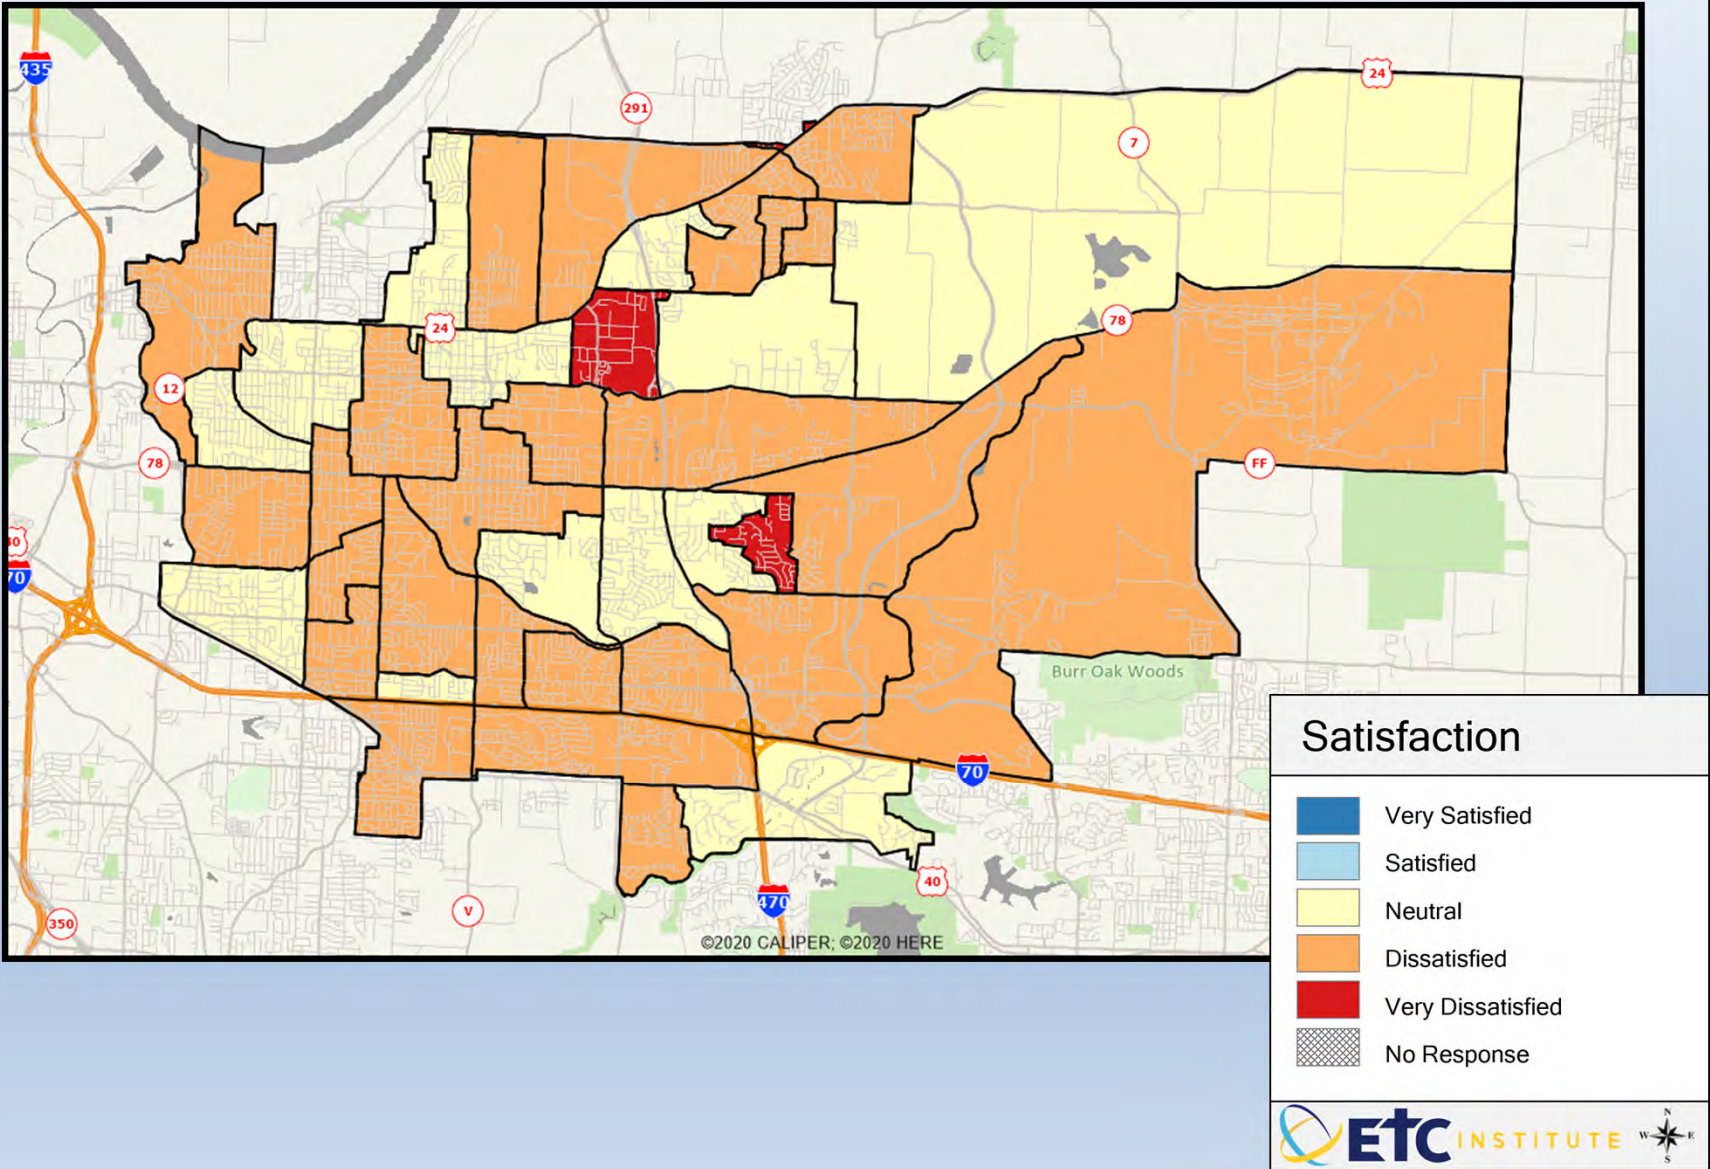 435
24
291
7
24
78
12
78
FF
40
70
Burr Oak Woods
70
40
470
V
350
©2020 CALIPER; ©2020 HERE
Satisfaction
Very Satisfied
Satisfied
Neutral
Dissatisfied
Very Dissatisfied
No Response
ETC INSTITUTE
N
W E
S